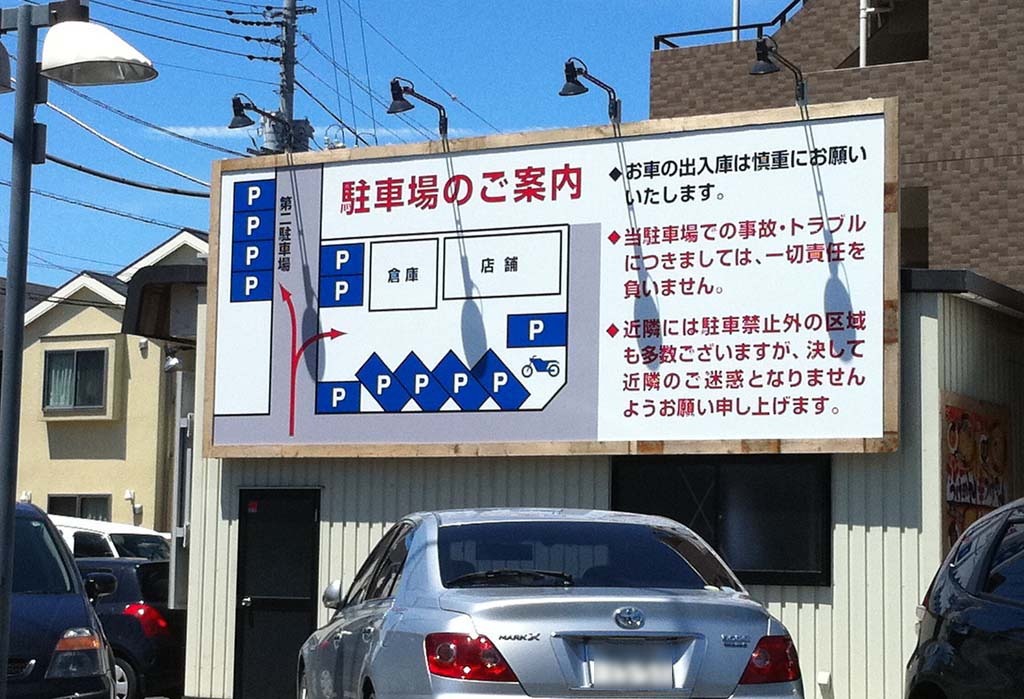 駐車場のご案内
第二駐車場
P
P
P
P
P
P
倉庫
店舗
P
P
P
P
P
P
◆お車の出入庫は慎重にお願い
いたします。
◆当駐車場での事故・トラブル
につきましては、一切責任を
負いません。
◆近隣には駐車禁止外の区域
も多数ございますが、決して
近隣のご迷惑となりません
ようお願い申し上げます。
MARK X